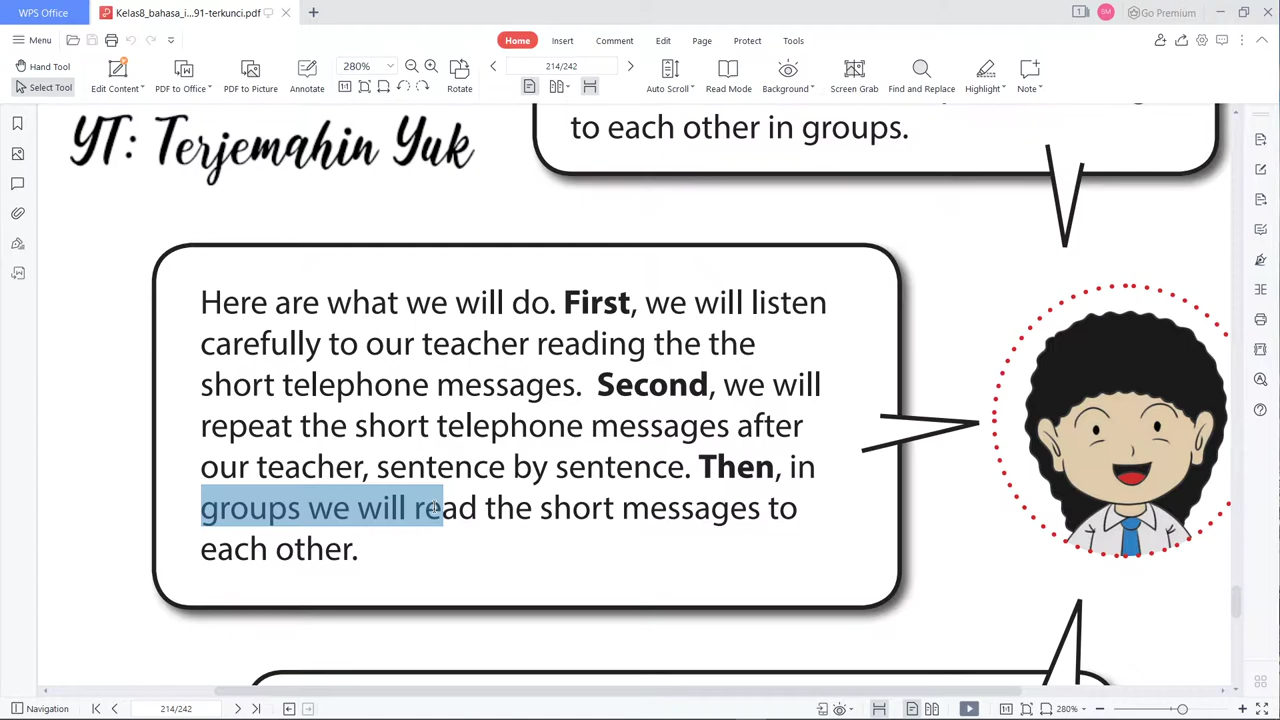 WPS Office
Kelas8_bahasa_i...91-terkunci.pdf
Go Premium
Menu
Home Insert Comment Edit Page Protect Tools
Hand Tool
Select Tool
Edit Content
PDF to Office
PDF to Picture
Annotate
280%
Rotate
214/242
Auto Scroll
Read Mode
Background
Screen Grab
Find and Replace
Highlight
Note
YT: Terjemahin Yuk
to each other in groups.
Here are what we will do. First, we will listen
carefully to our teacher reading the the
short telephone messages. Second, we will
repeat the short telephone messages after
our teacher, sentence by sentence. Then, in
groups we will read the short messages to
each other.
Navigation
214/242
280%